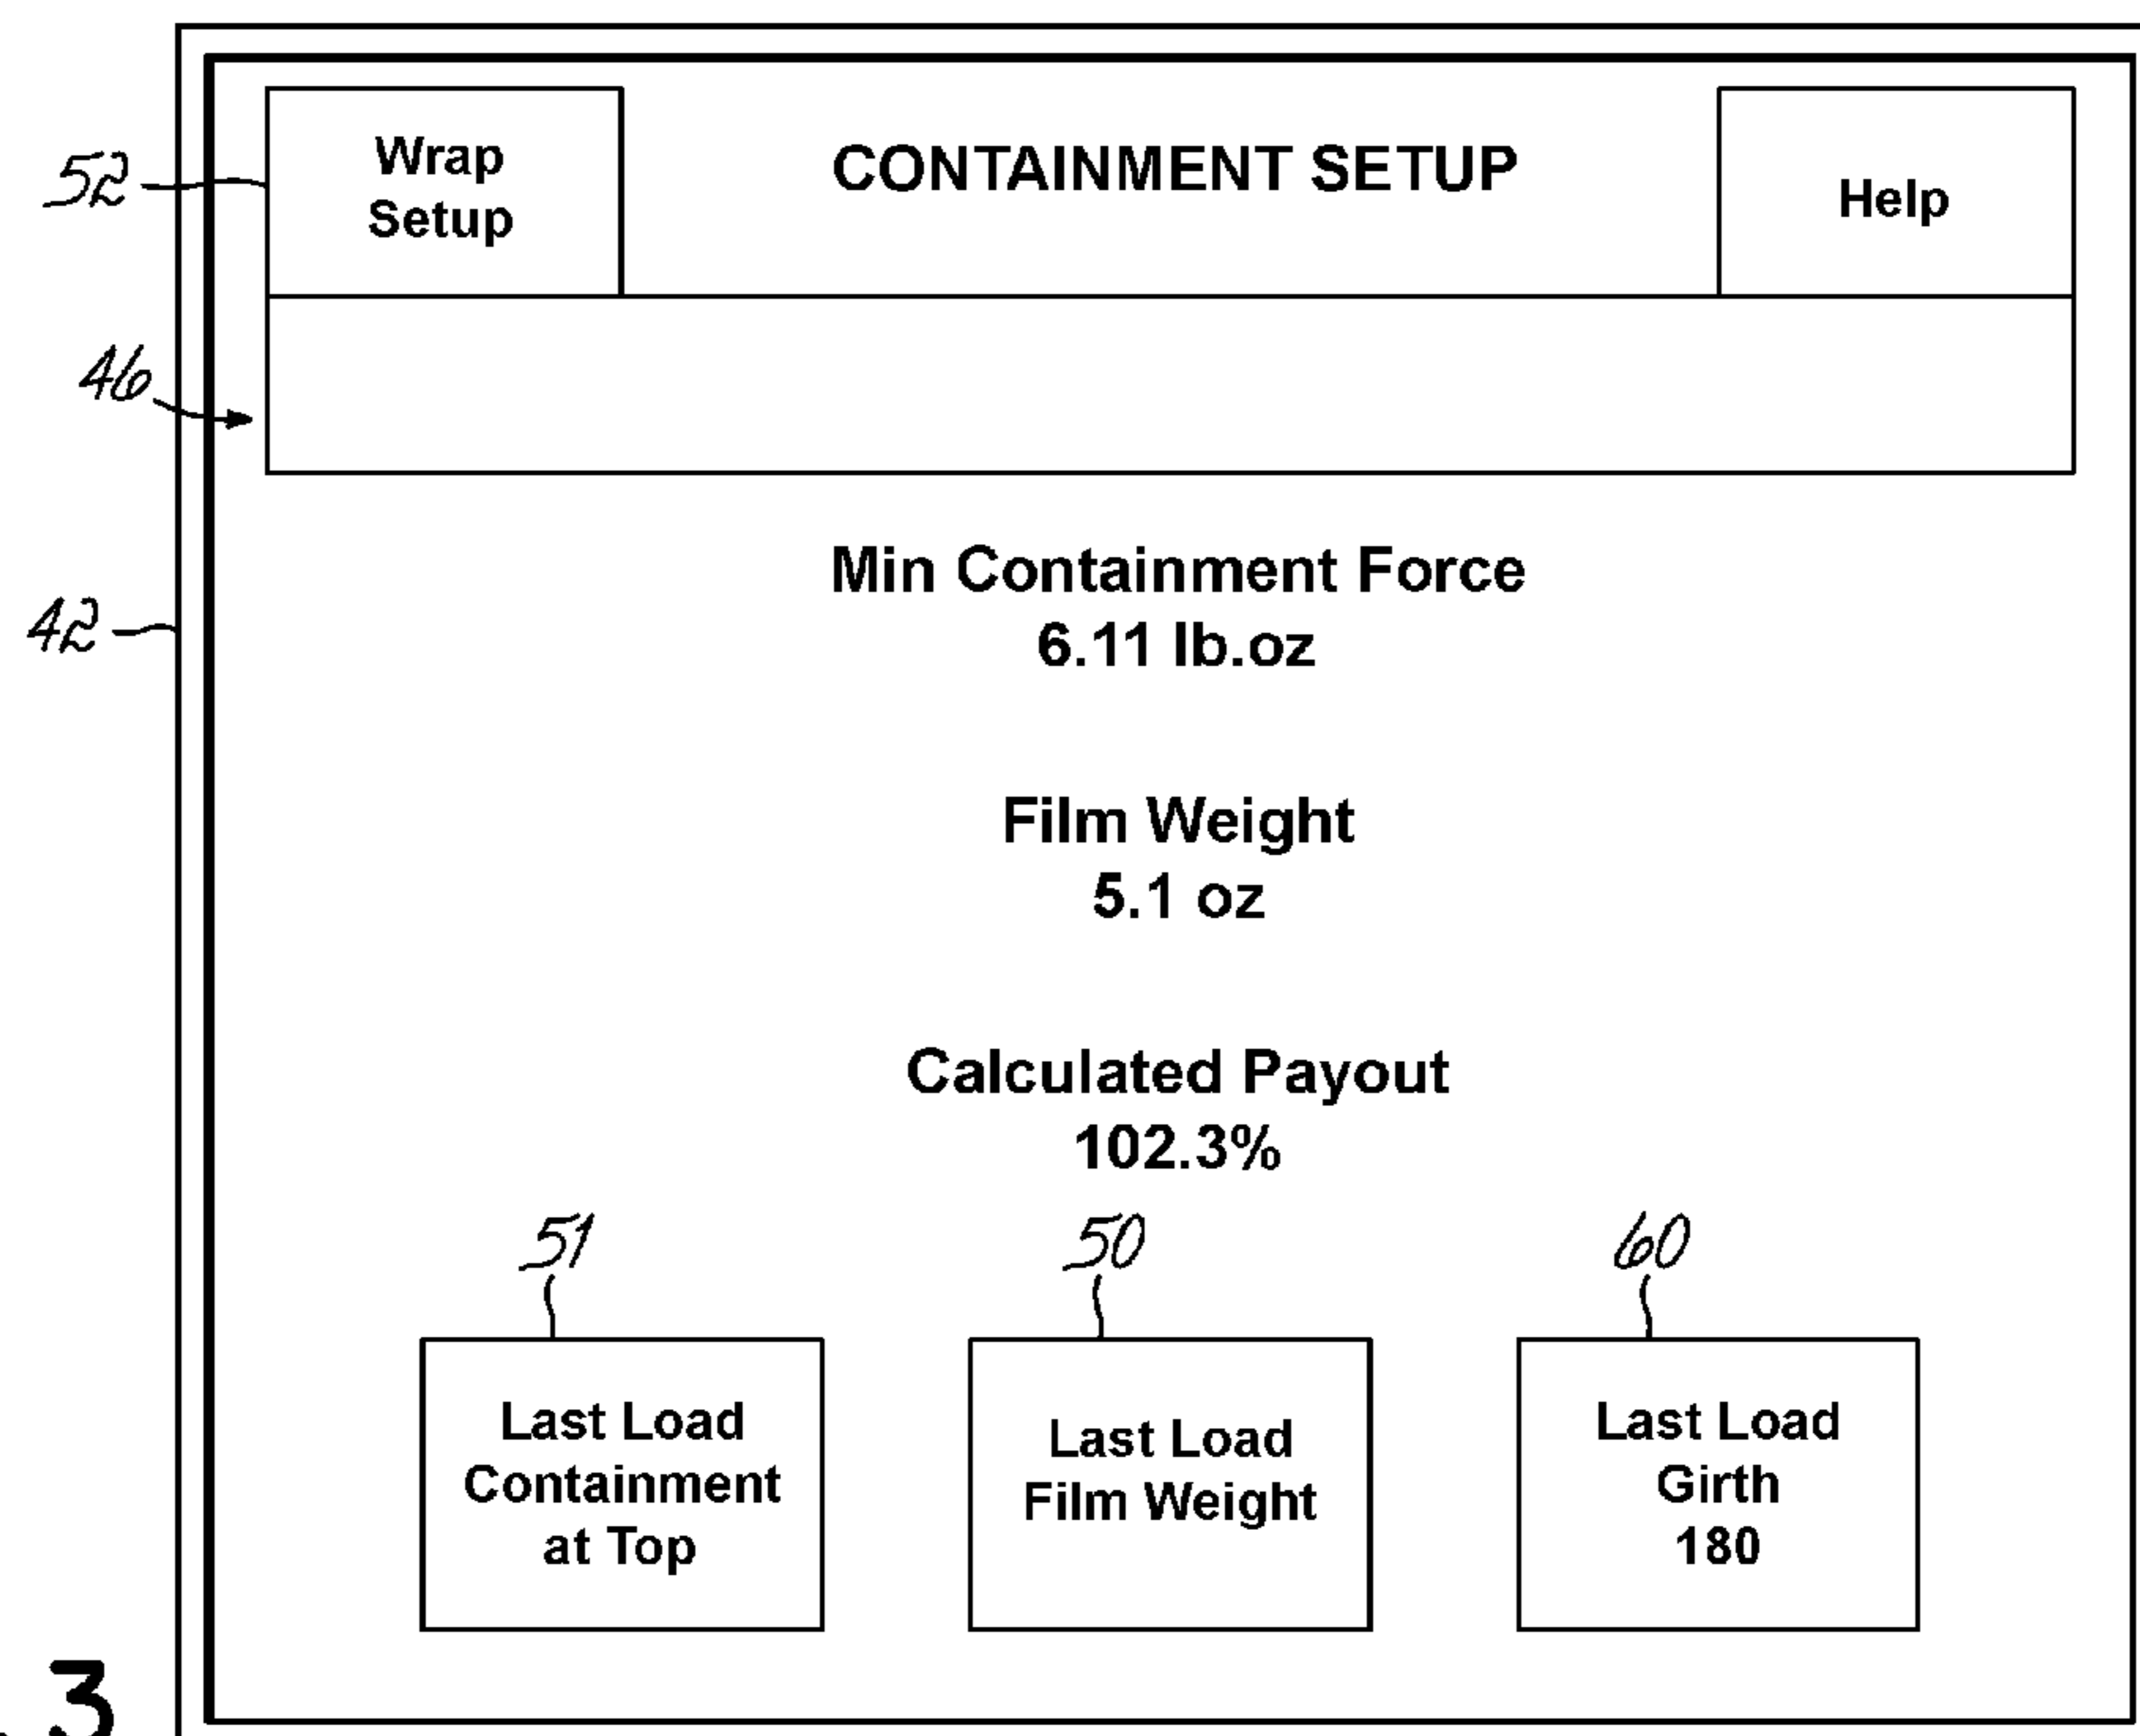 52
Wrap
Setup
CONTAINMENT SETUP
Help
46
42
Min Containment Force
6.11 lb.oz
Film Weight
5.1 oz
Calculated Payout
102.3%
51
50
60
Last Load
Containment
at Top
Last Load
Film Weight
Last Load
Girth
180
.3